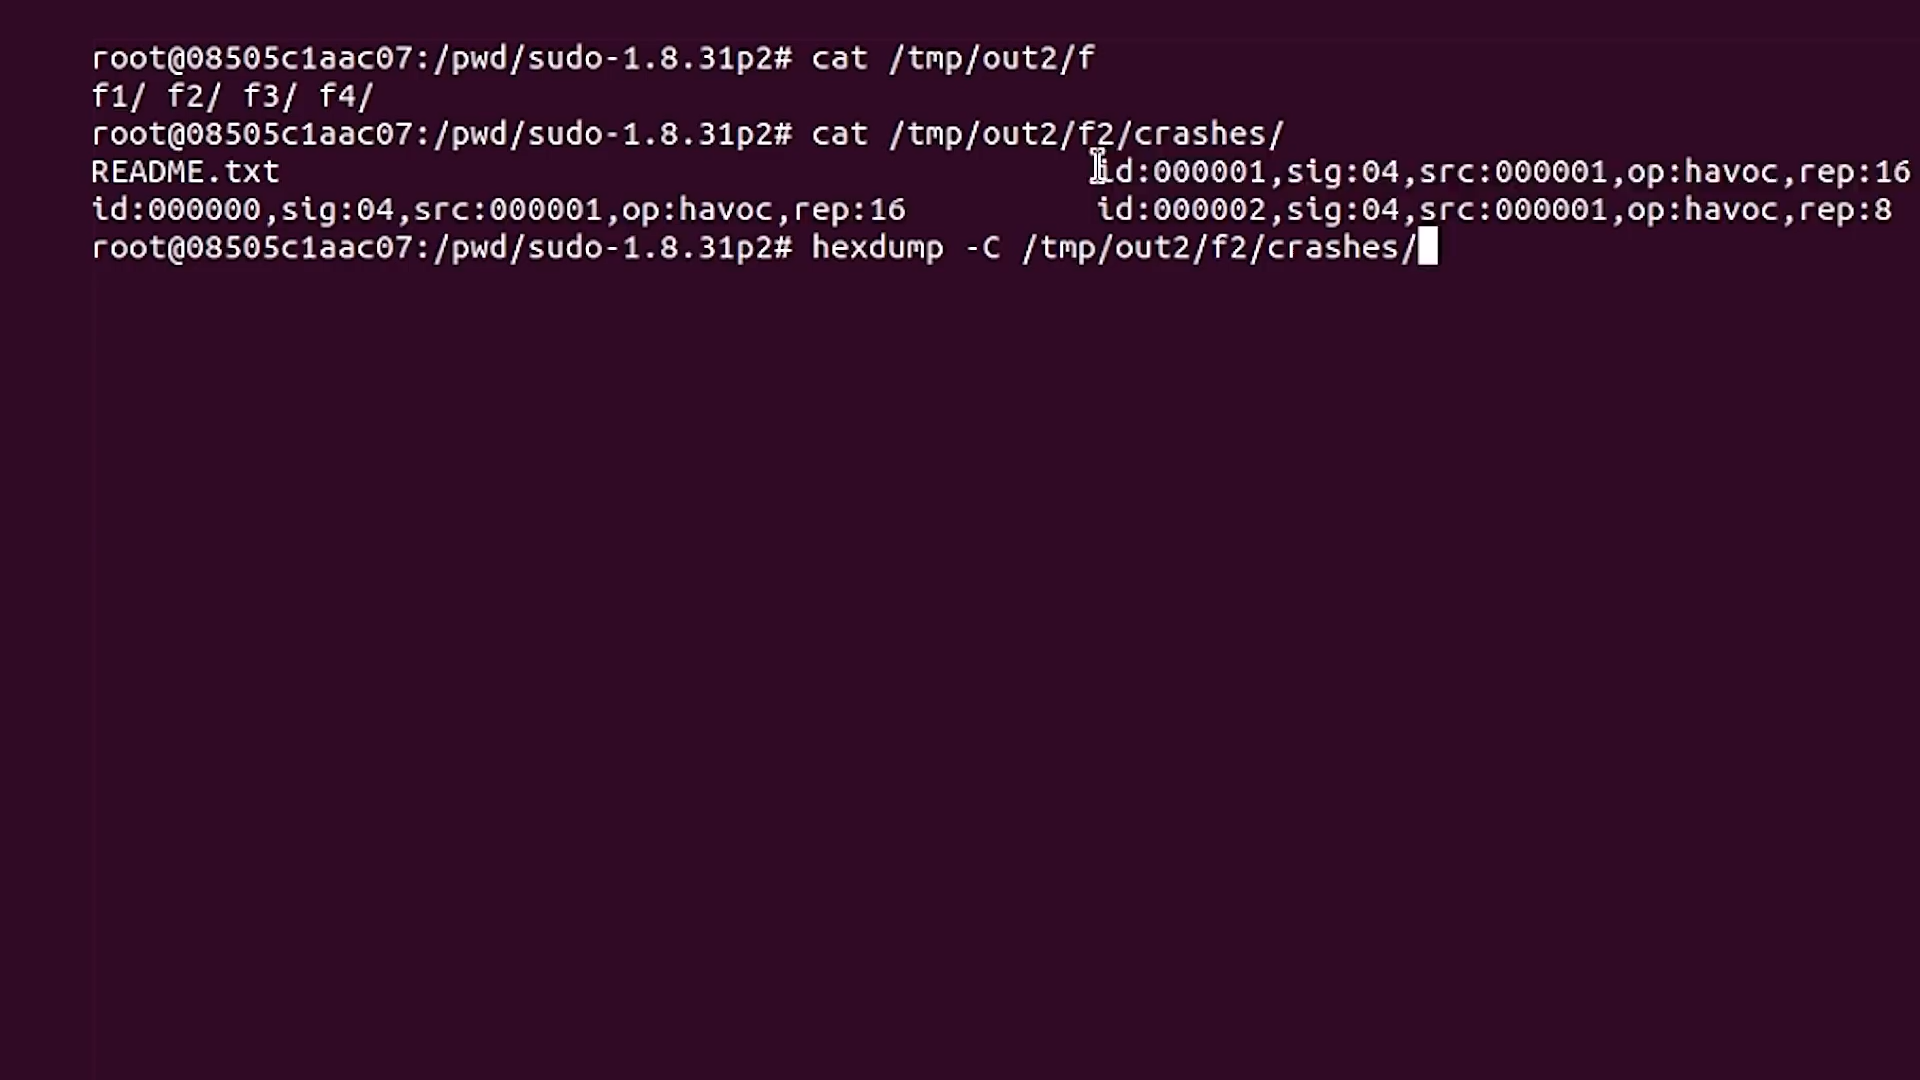 root@08505c1aac07:/pwd/sudo-1.8.31p2# cat /tmp/out2/f
f1/ f2/ f3/ f4/
root@08505c1aac07:/pwd/sudo-1.8.31p2# cat /tmp/out2/f2/crashes/
README.txt id:000001,sig:04,src:000001,op:havoc,rep:16
id:000000,sig:04,src:000001,op:havoc,rep:16 id:000002,sig:04,src:000001,op:havoc,rep:8
root@08505c1aac07:/pwd/sudo-1.8.31p2# hexdump -C /tmp/out2/f2/crashes/